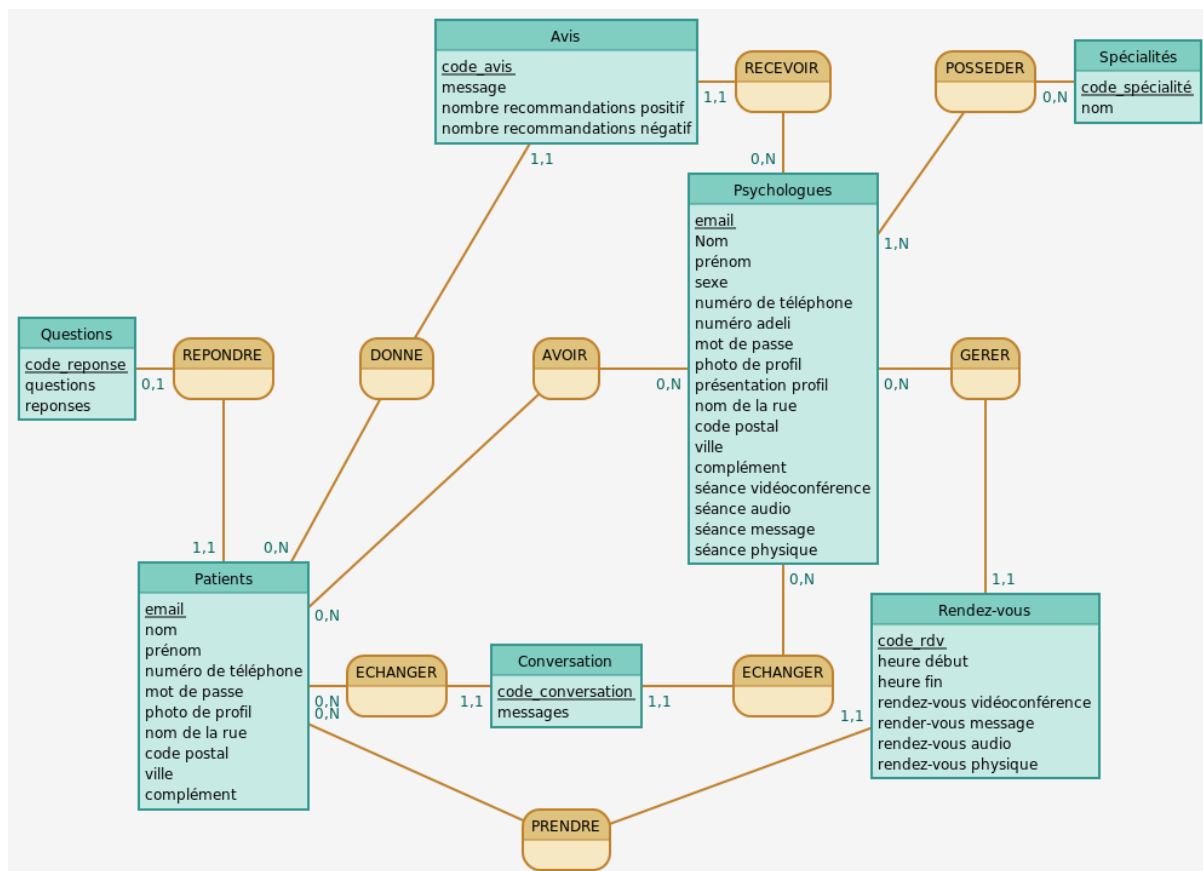 Avis
code_avis
message
nombre recommandations positif
nombre recommandations négatif
1,1
RECEVOIR
0,N
POSSEDER
0,N
Spécialités
code_spécialité
nom
1,1
Psychologues
email
Nom
prénom
sexe
numéro de téléphone
numéro adeli
mot de passe
photo de profil
présentation profil
nom de la rue
code postal
ville
complément
séance vidéoconférence
séance audio
séance message
séance physique
1,N
Questions
code_reponse
questions
reponses
0,1
REPONDRE
DONNE
AVOIR
0,N
0,N
GERER
1,1
0,N
0,N
0,N
1,1
Patients
email
nom
prénom
numéro de téléphone
mot de passe
photo de profil
nom de la rue
code postal
ville
complément
0,N
0,N
ECHANGER
1,1
Conversation
code_conversation
messages
1,1
ECHANGER
Rendez-vous
code_rdv
heure début
heure fin
rendez-vous vidéoconférence
render-vous message
rendez-vous audio
rendez-vous physique
1,1
PRENDRE